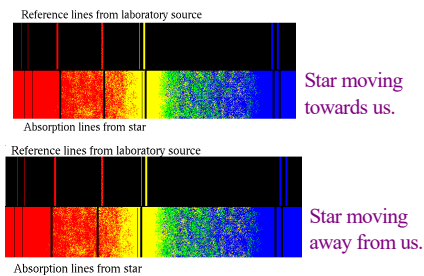 Reference lines from laboratory source
Star moving
towards us.
Absorption lines from star
Reference lines from laboratory source
Star moving
away from us.
Absorption lines from star